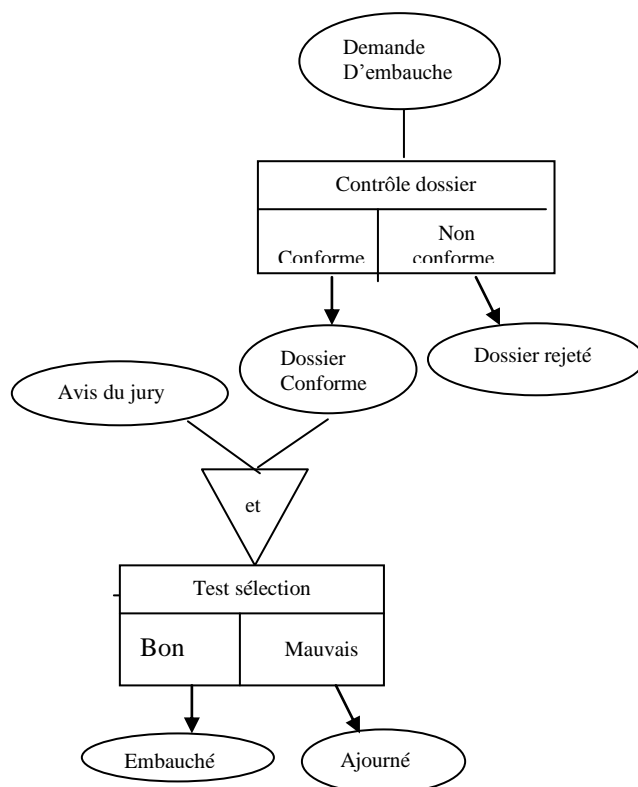 Demande
D'embauche
Contrôle dossier
Conforme
Non
conforme
Dossier
Conforme
Dossier rejeté
Avis du jury
et
Test sélection
Bon
Mauvais
Embauché
Ajourné